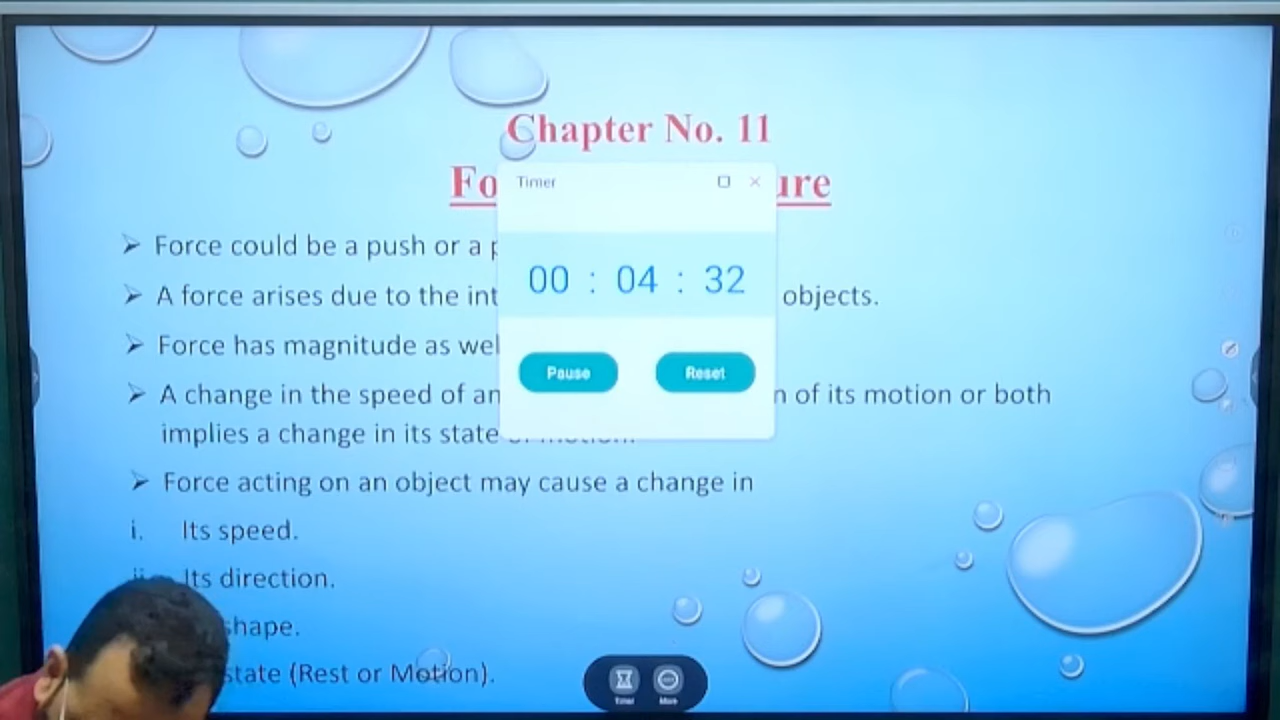 Chapter No. 11
Fo ure
Timer
00 : 04 : 32
Pause Reset
➤ Force could be a push or a p
➤ A force arises due to the int objects.
➤ Force has magnitude as wel
➤ A change in the speed of an n of its motion or both
implies a change in its state
➤ Force acting on an object may cause a change in
i. Its speed.
Its direction.
shape.
state (Rest or Motion).
Timer More